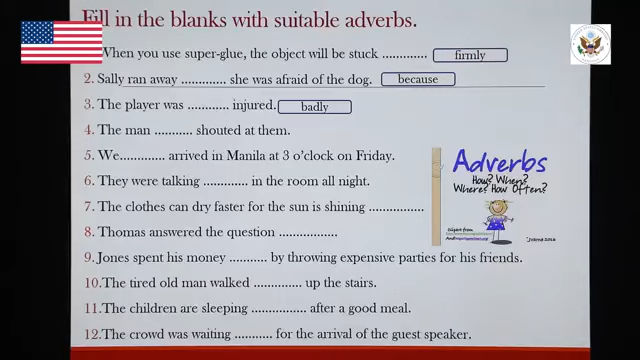 Fill in the blanks with suitable adverbs.
When you use super-glue, the object will be stuck ............. firmly
2. Sally ran away ............. she was afraid of the dog. because
3. The player was ........... injured. badly
4. The man .......... shouted at them.
5. We............. arrived in Manila at 3 o'clock on Friday.
6. They were talking ............ in the room all night.
7. The clothes can dry faster for the sun is shining ...............
8. Thomas answered the question ................
9. Jones spent his money .......... by throwing expensive parties for his friends.
10. The tired old man walked ............. up the stairs.
11. The children are sleeping ............... after a good meal.
12. The crowd was waiting .......... for the arrival of the guest speaker.
Adverbs
How? When?
Where? How Often?
Clipart from